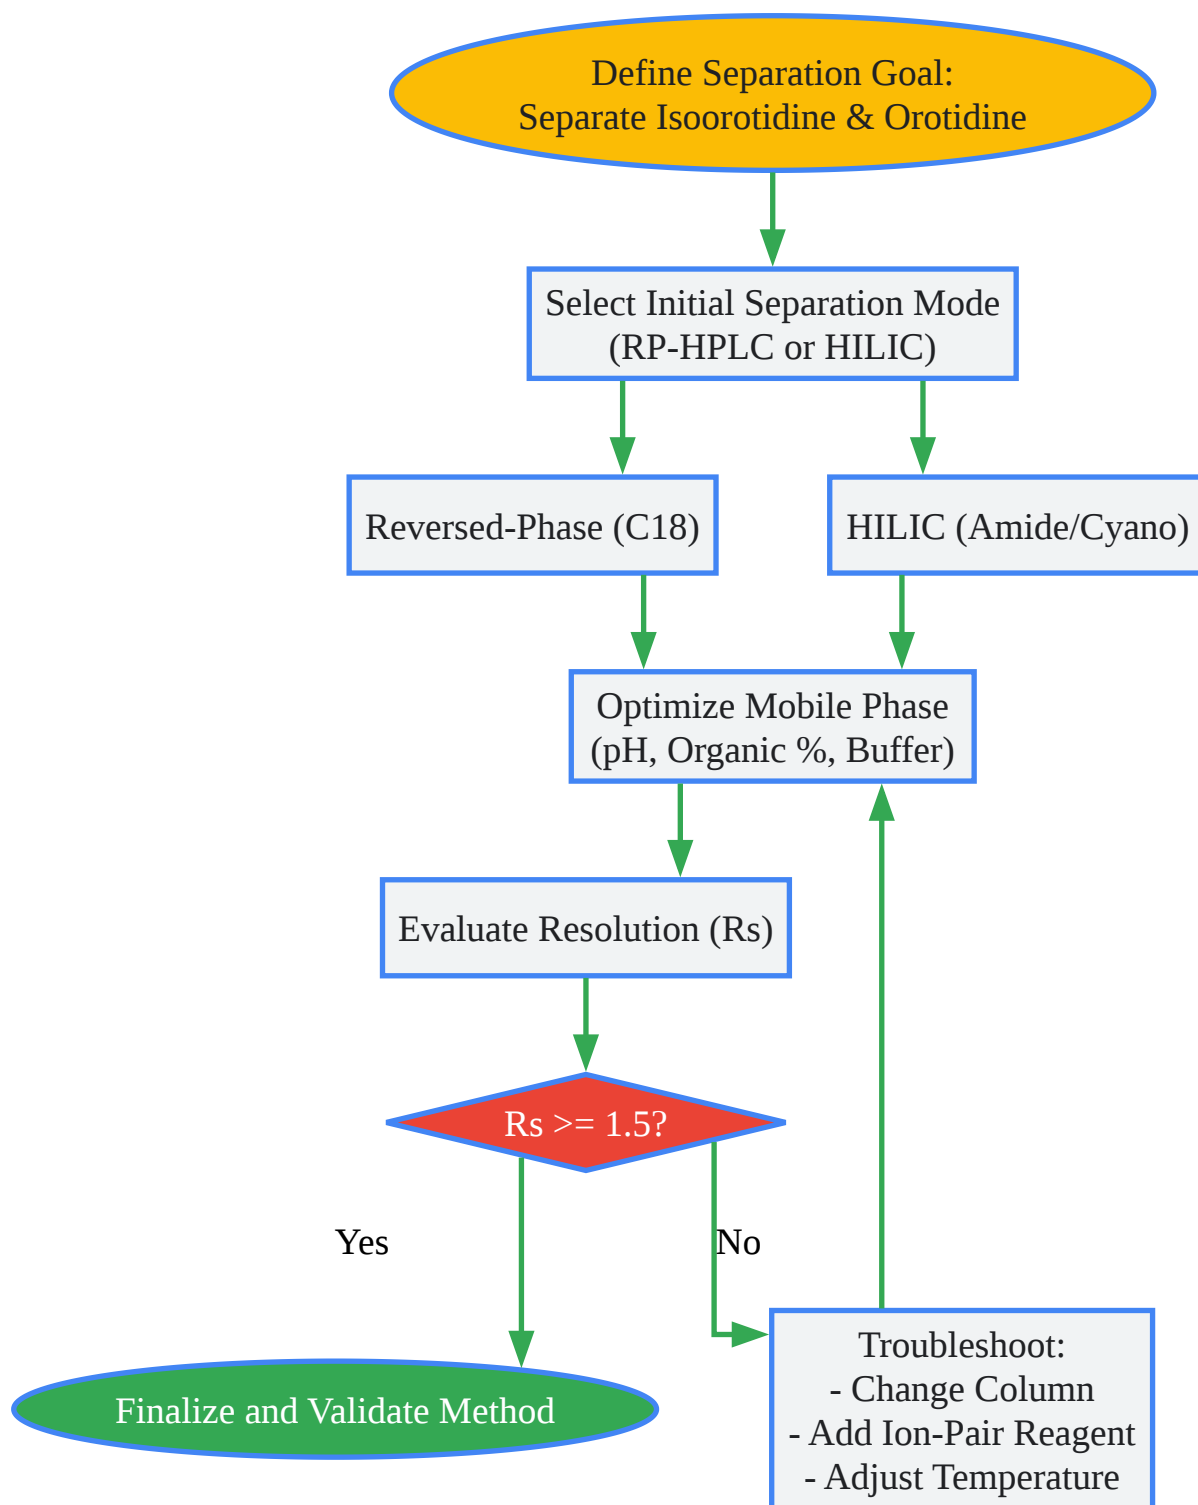 Define Separation Goal:
Separate Isoorotidine & Orotidine
Select Initial Separation Mode
(RP-HPLC or HILIC)
Reversed-Phase (C18)
HILIC (Amide/Cyano)
Optimize Mobile Phase
(pH, Organic %, Buffer)
Evaluate Resolution (Rs)
Rs >= 1.5?
Yes
No
Finalize and Validate Method
Troubleshoot:
- Change Column
- Add Ion-Pair Reagent
- Adjust Temperature